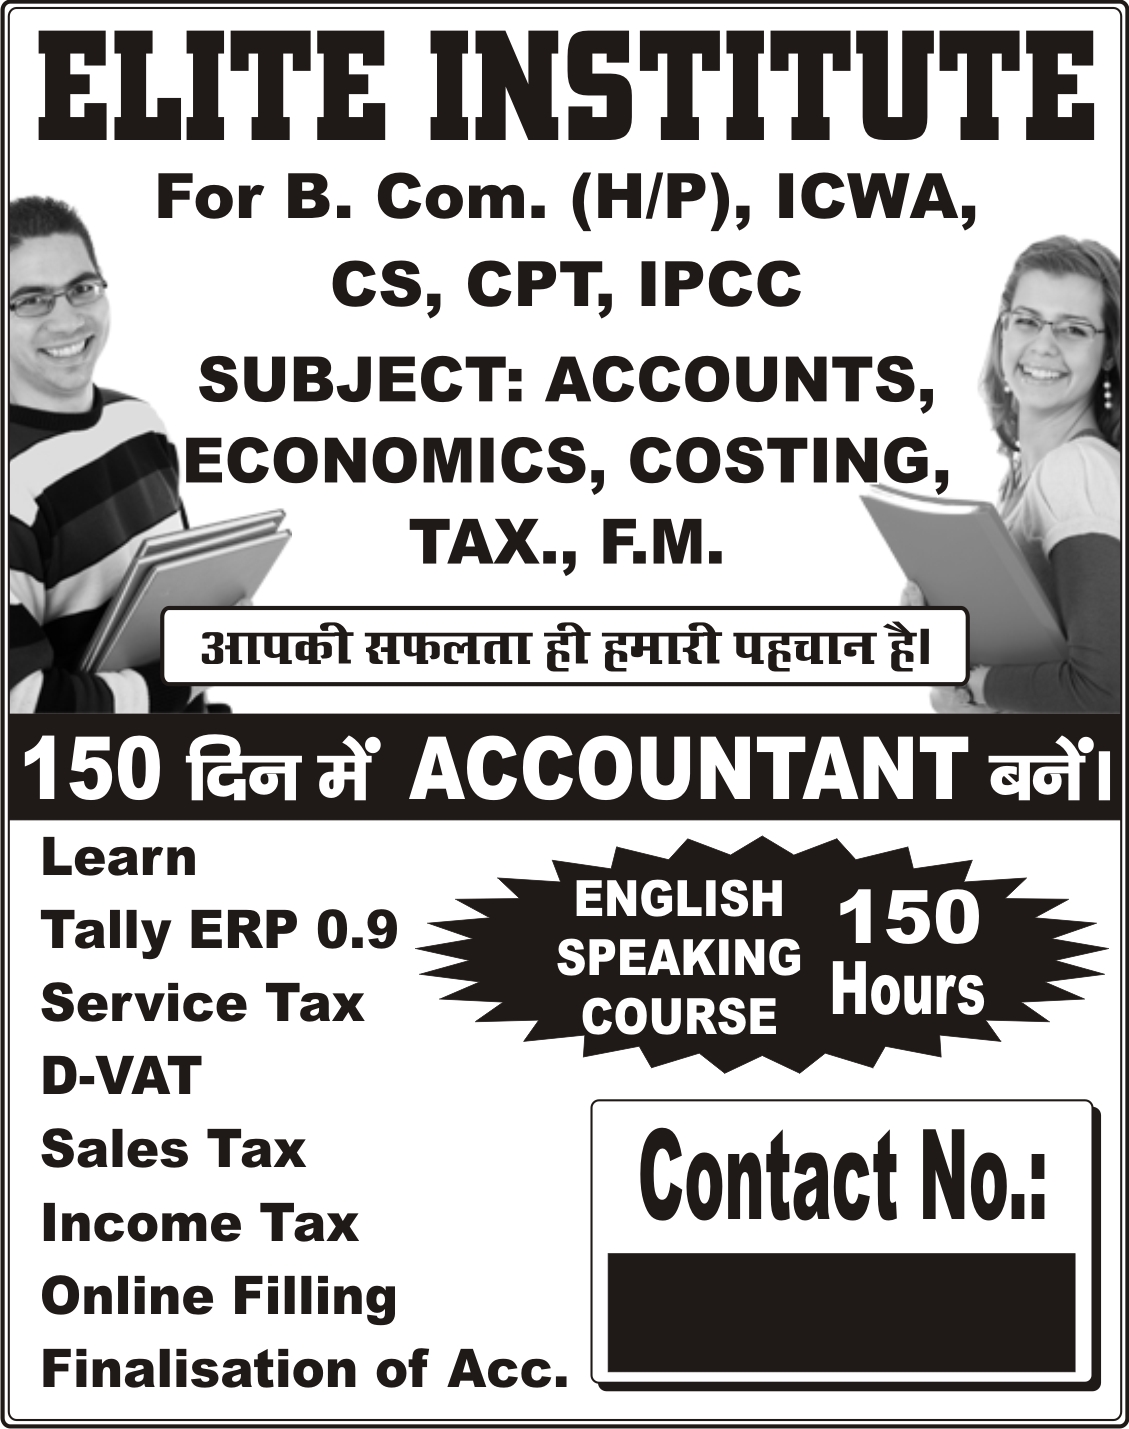 ELITE INSTITUTE
For B. Com. (H/P), ICWA,
CS, CPT, IPCC
SUBJECT: ACCOUNTS,
ECONOMICS, COSTING,
TAX., F.M.
आपकी सफलता ही हमारी पहचान है।
150 दिन में ACCOUNTANT बनें।
Learn
Tally ERP 0.9
Service Tax
D-VAT
Sales Tax
Income Tax
Online Filling
Finalisation of Acc.
ENGLISH
SPEAKING
COURSE
150
Hours
Contact No.: